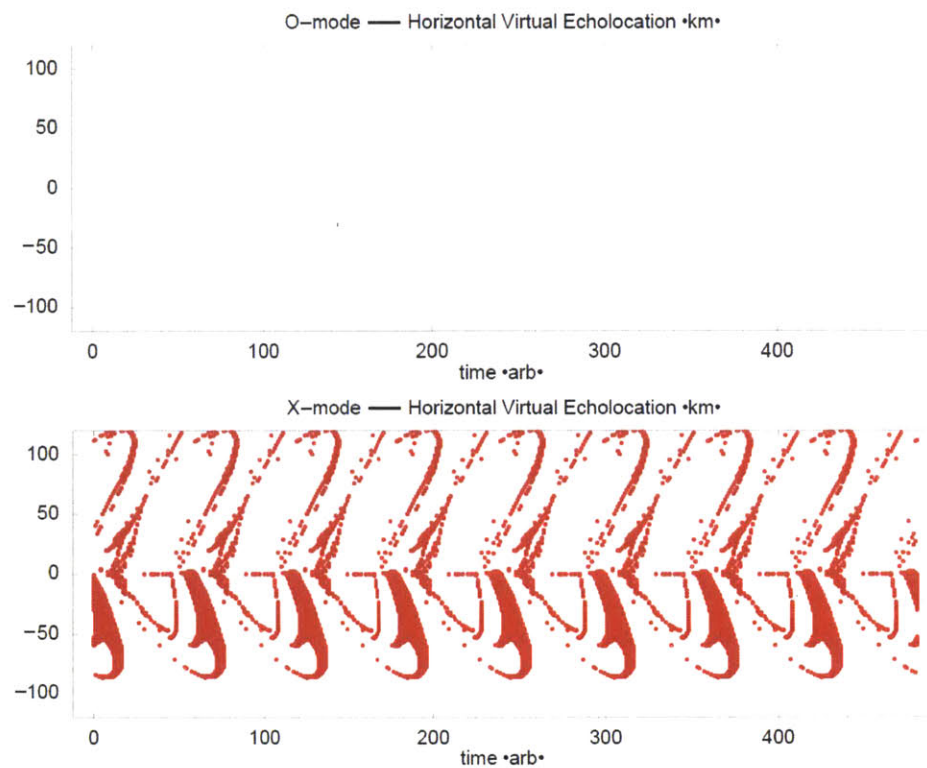 O–mode — Horizontal Virtual Echolocation •km•
100
50
0
−50
−100
0 100 200 300 400
time •arb•
X–mode — Horizontal Virtual Echolocation •km•
100
50
0
−50
−100
0 100 200 300 400
time •arb•